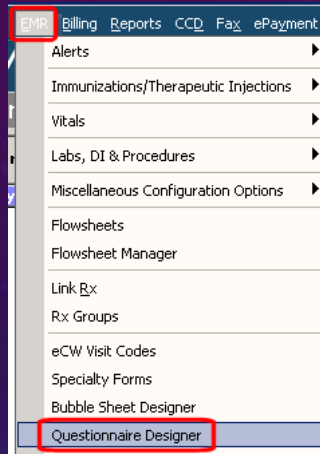 EMR Billing Reports CCD Fax ePayment
Alerts
Immunizations/Therapeutic Injections
Vitals
Labs, DI & Procedures
Miscellaneous Configuration Options
Flowsheets
Flowsheet Manager
Link Rx
Rx Groups
eCW Visit Codes
Specialty Forms
Bubble Sheet Designer
Questionnaire Designer